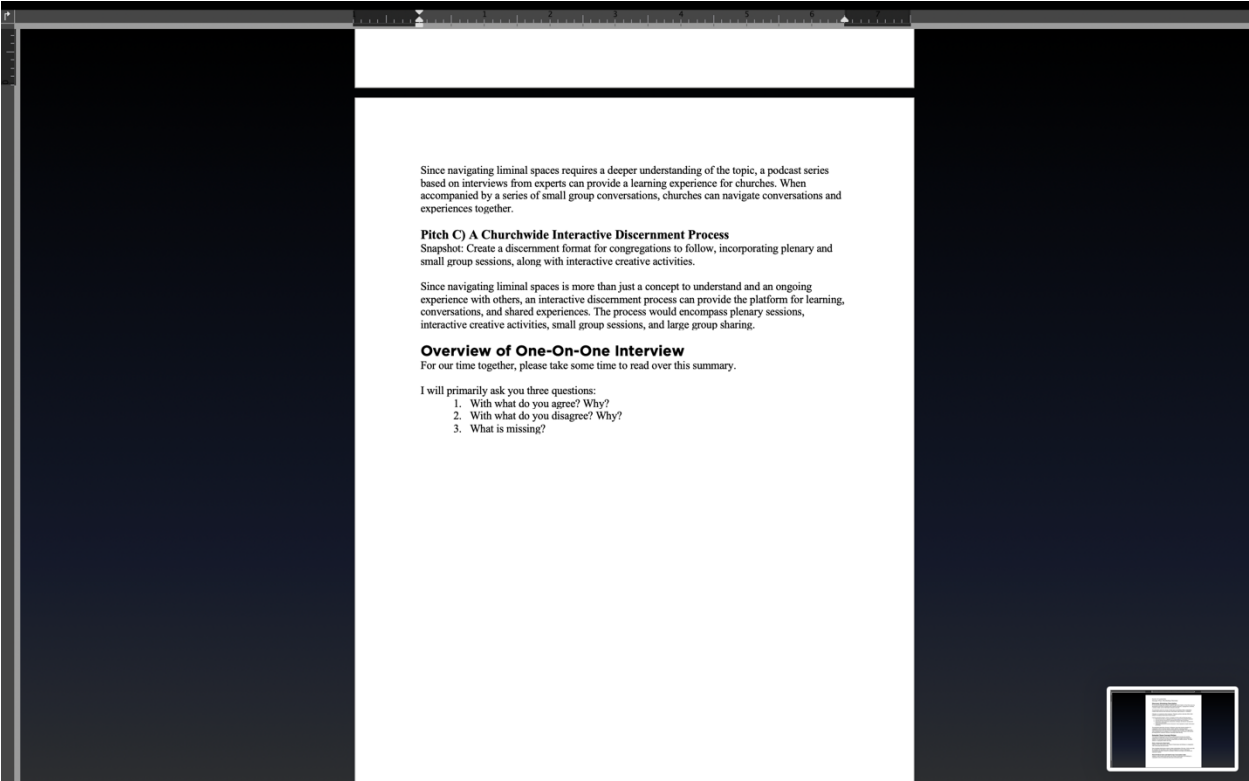 1 2 3 4 5 6 7
Since navigating liminal spaces requires a deeper understanding of the topic, a podcast series
based on interviews from experts can provide a learning experience for churches. When
accompanied by a series of small group conversations, churches can navigate conversations and
experiences together.
Pitch C) A Churchwide Interactive Discernment Process
Snapshot: Create a discernment format for congregations to follow, incorporating plenary and
small group sessions, along with interactive creative activities.
Since navigating liminal spaces is more than just a concept to understand and an ongoing
experience with others, an interactive discernment process can provide the platform for learning,
conversations, and shared experiences. The process would encompass plenary sessions,
interactive creative activities, small group sessions, and large group sharing.
Overview of One-On-One Interview
For our time together, please take some time to read over this summary.
I will primarily ask you three questions:
1. With what do you agree? Why?
2. With what do you disagree? Why?
3. What is missing?